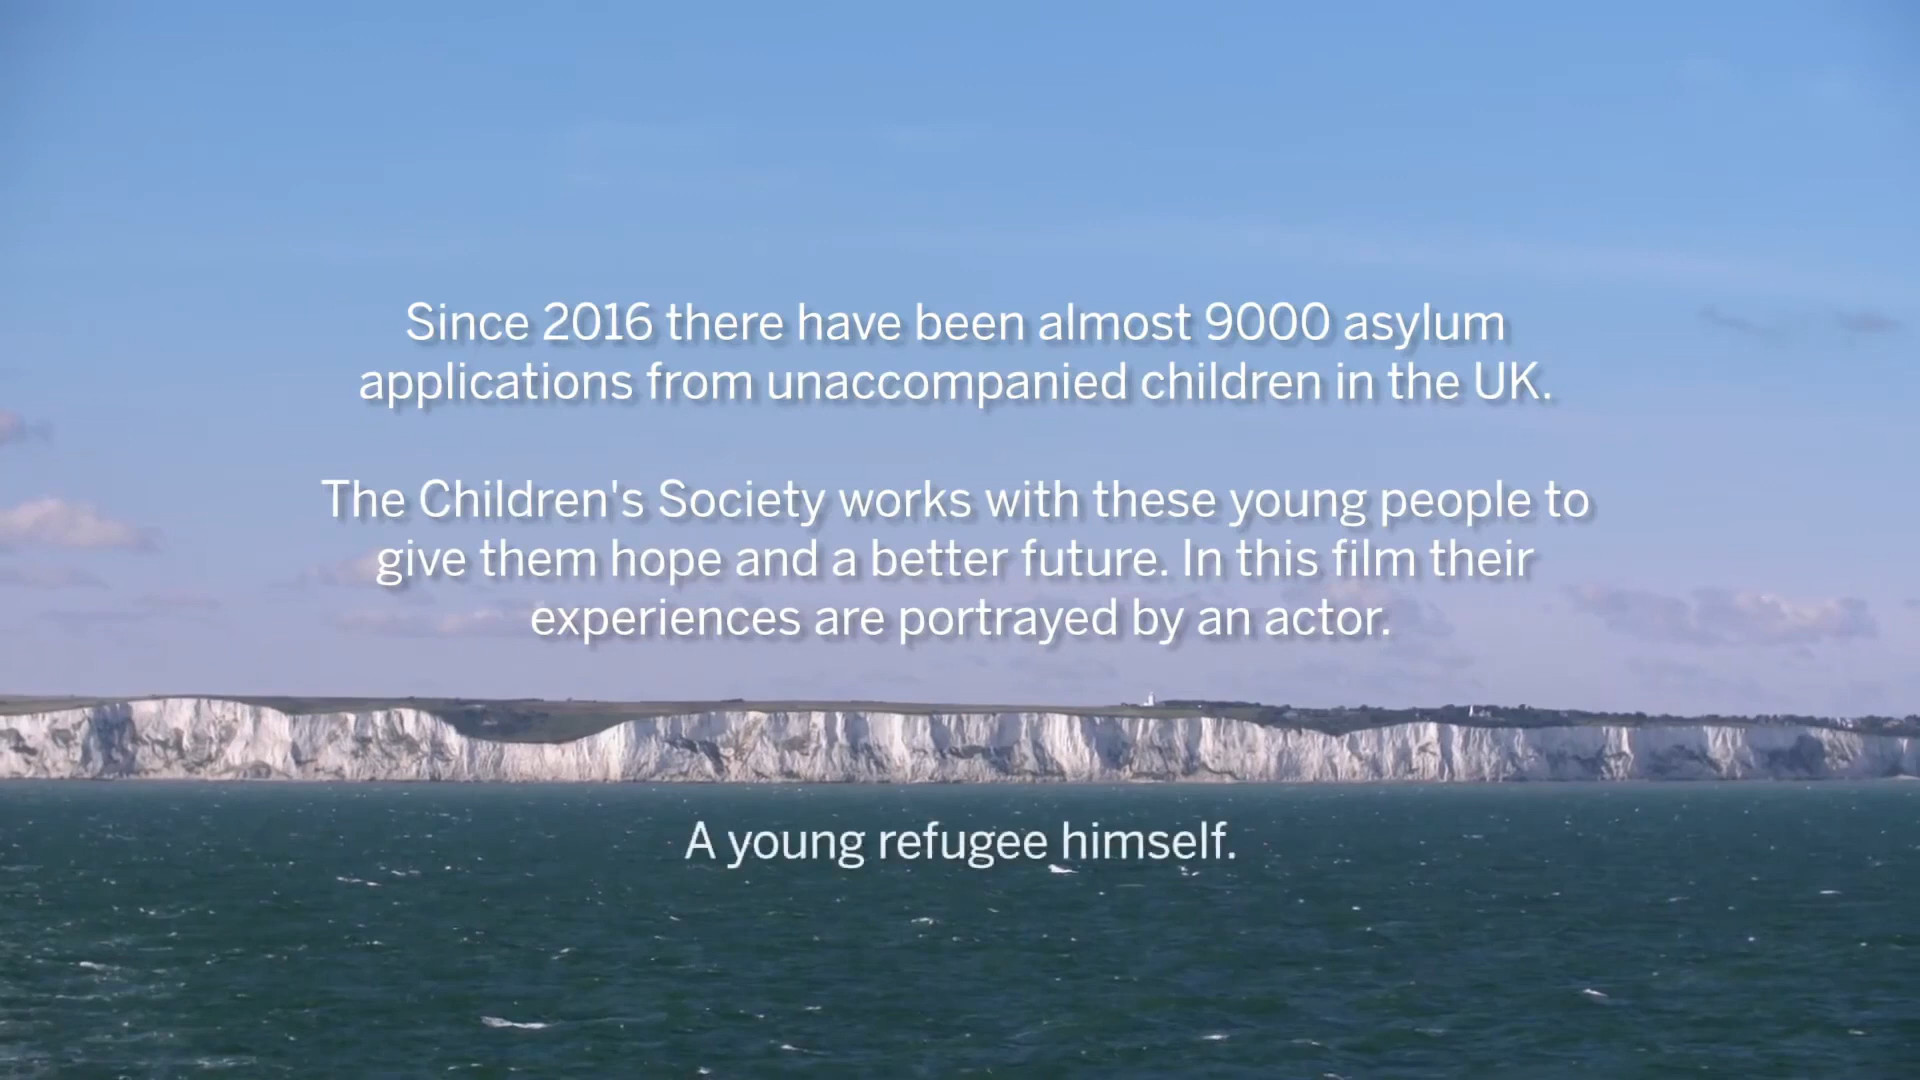 Since 2016 there have been almost 9000 asylum
applications from unaccompanied children in the UK.
The Children's Society works with these young people to
give them hope and a better future. In this film their
experiences are portrayed by an actor.
A young refugee himself.